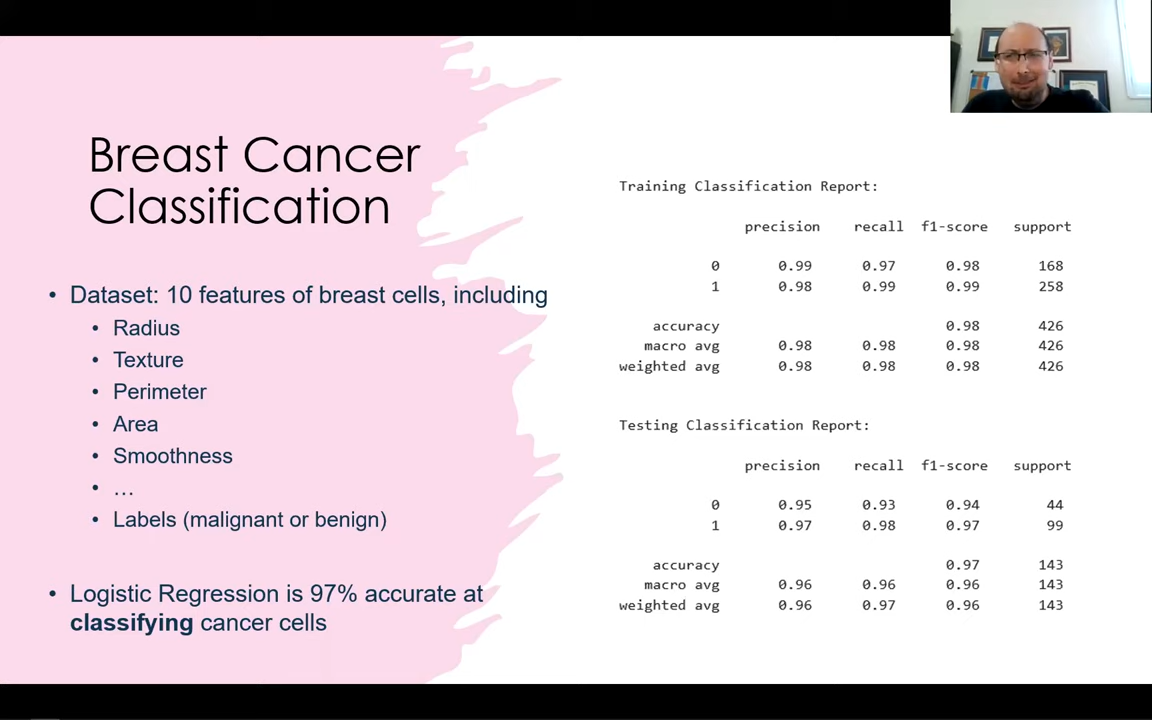 Breast Cancer
Classification
• Dataset: 10 features of breast cells, including
• Radius
• Texture
• Perimeter
• Area
• Smoothness
• …
• Labels (malignant or benign)
• Logistic Regression is 97% accurate at
classifying cancer cells
Training Classification Report:
precision recall f1-score support
0 0.99 0.97 0.98 168
1 0.98 0.99 0.99 258
accuracy 0.98 426
macro avg 0.98 0.98 0.98 426
weighted avg 0.98 0.98 0.98 426
Testing Classification Report:
precision recall f1-score support
0 0.95 0.93 0.94 44
1 0.97 0.98 0.97 99
accuracy 0.97 143
macro avg 0.96 0.96 0.96 143
weighted avg 0.96 0.97 0.96 143